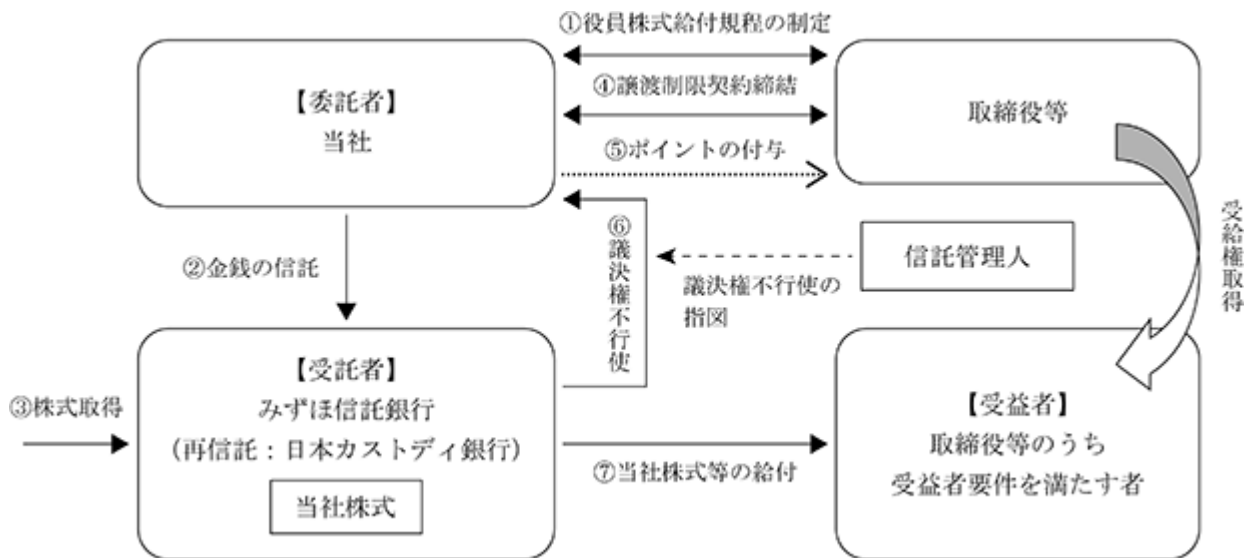 ①役員株式給付規程の制定
【委託者】
当社
④譲渡制限契約締結
取締役等
⑤ポイントの付与
受給権取得
②金銭の信託
⑥議決権不行使
信託管理人
議決権不行使の
指図
③株式取得
【受託者】
みずほ信託銀行
(再信託:日本カストディ銀行)
当社株式
⑦当社株式等の給付
【受益者】
取締役等のうち
受益者要件を満たす者